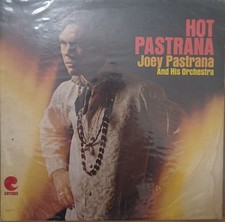 HOT
PASTRANA
Joey Pastrana
And His Orchestra